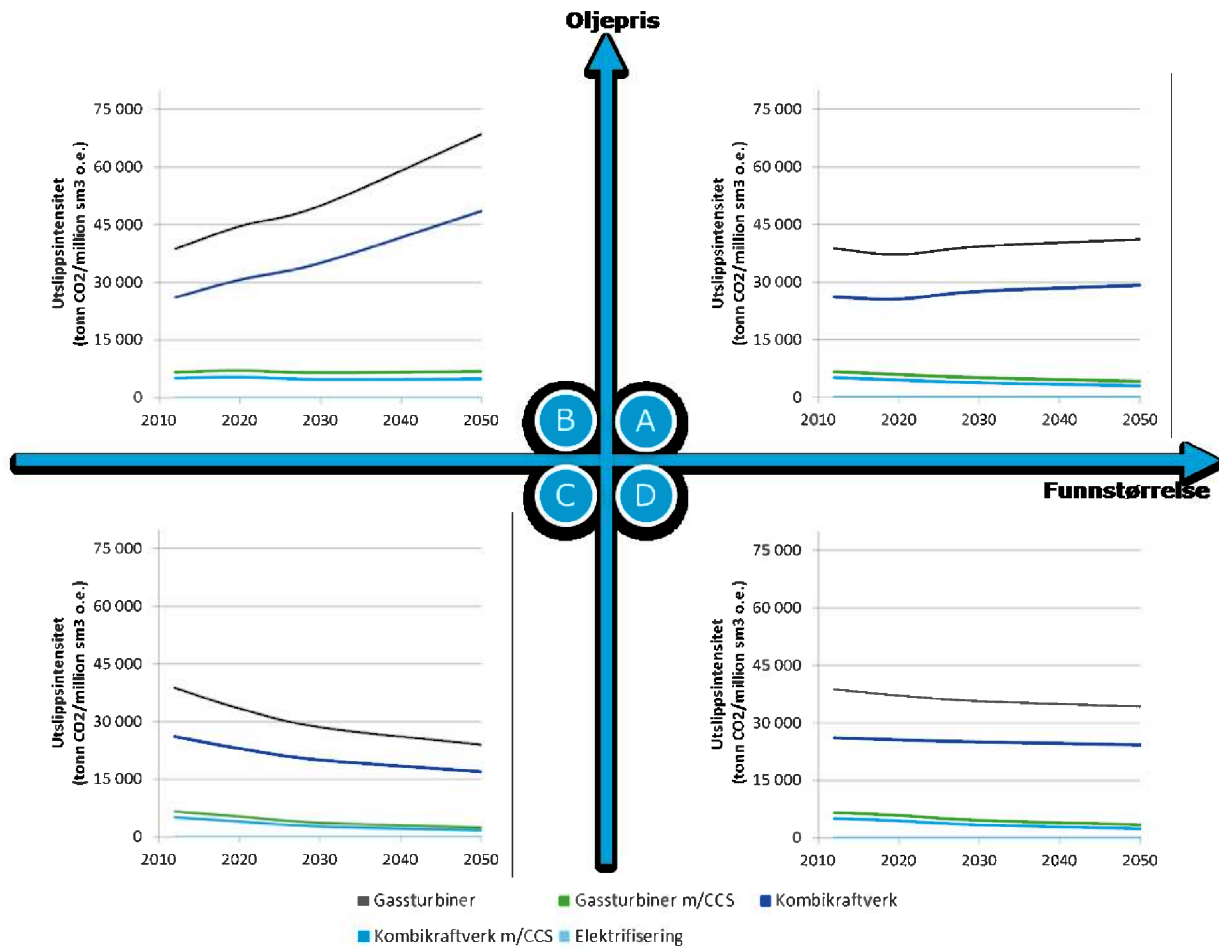 Oljepris
Utslippsintensitet
(tonn CO2/million sm3 o.e.)
75 000
60 000
45 000
30 000
15 000
0
2010 2020 2030 2040 2050
Utslippsintensitet
(tonn CO2/million sm3 o.e.)
75 000
60 000
45 000
30 000
15 000
0
2010 2020 2030 2040 2050
B A
C D
Funnstørrelse
Utslippsintensitet
(tonn CO2/million sm3 o.e.)
75 000
60 000
45 000
30 000
15 000
0
2010 2020 2030 2040 2050
Utslippsintensitet
(tonn CO2/million sm3 o.e.)
75 000
60 000
45 000
30 000
15 000
0
2010 2020 2030 2040 2050
Gassturbiner Gassturbiner m/CCS Kombikraftverk
Kombikraftverk m/CCS Elektrifisering